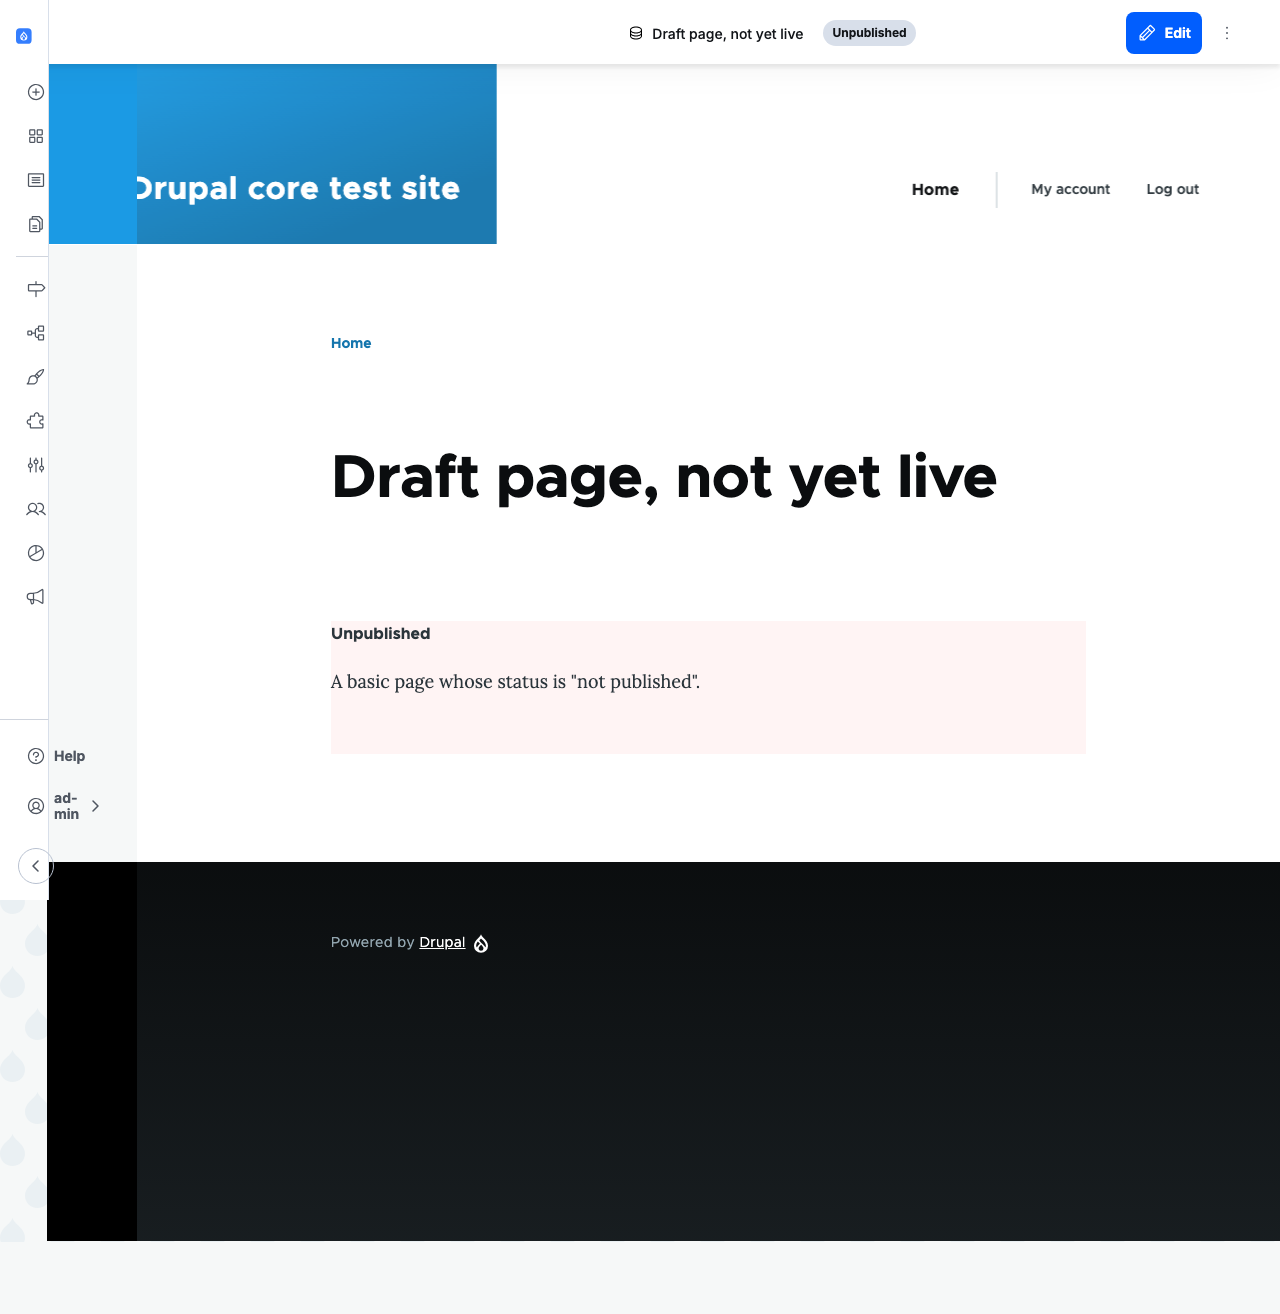 Draft page, not yet live
Unpublished
Edit
Drupal core test site
Home
My account
Log out
Home
Draft page, not yet live
Unpublished
A basic page whose status is "not published".
Help
ad-
min
Powered by Drupal